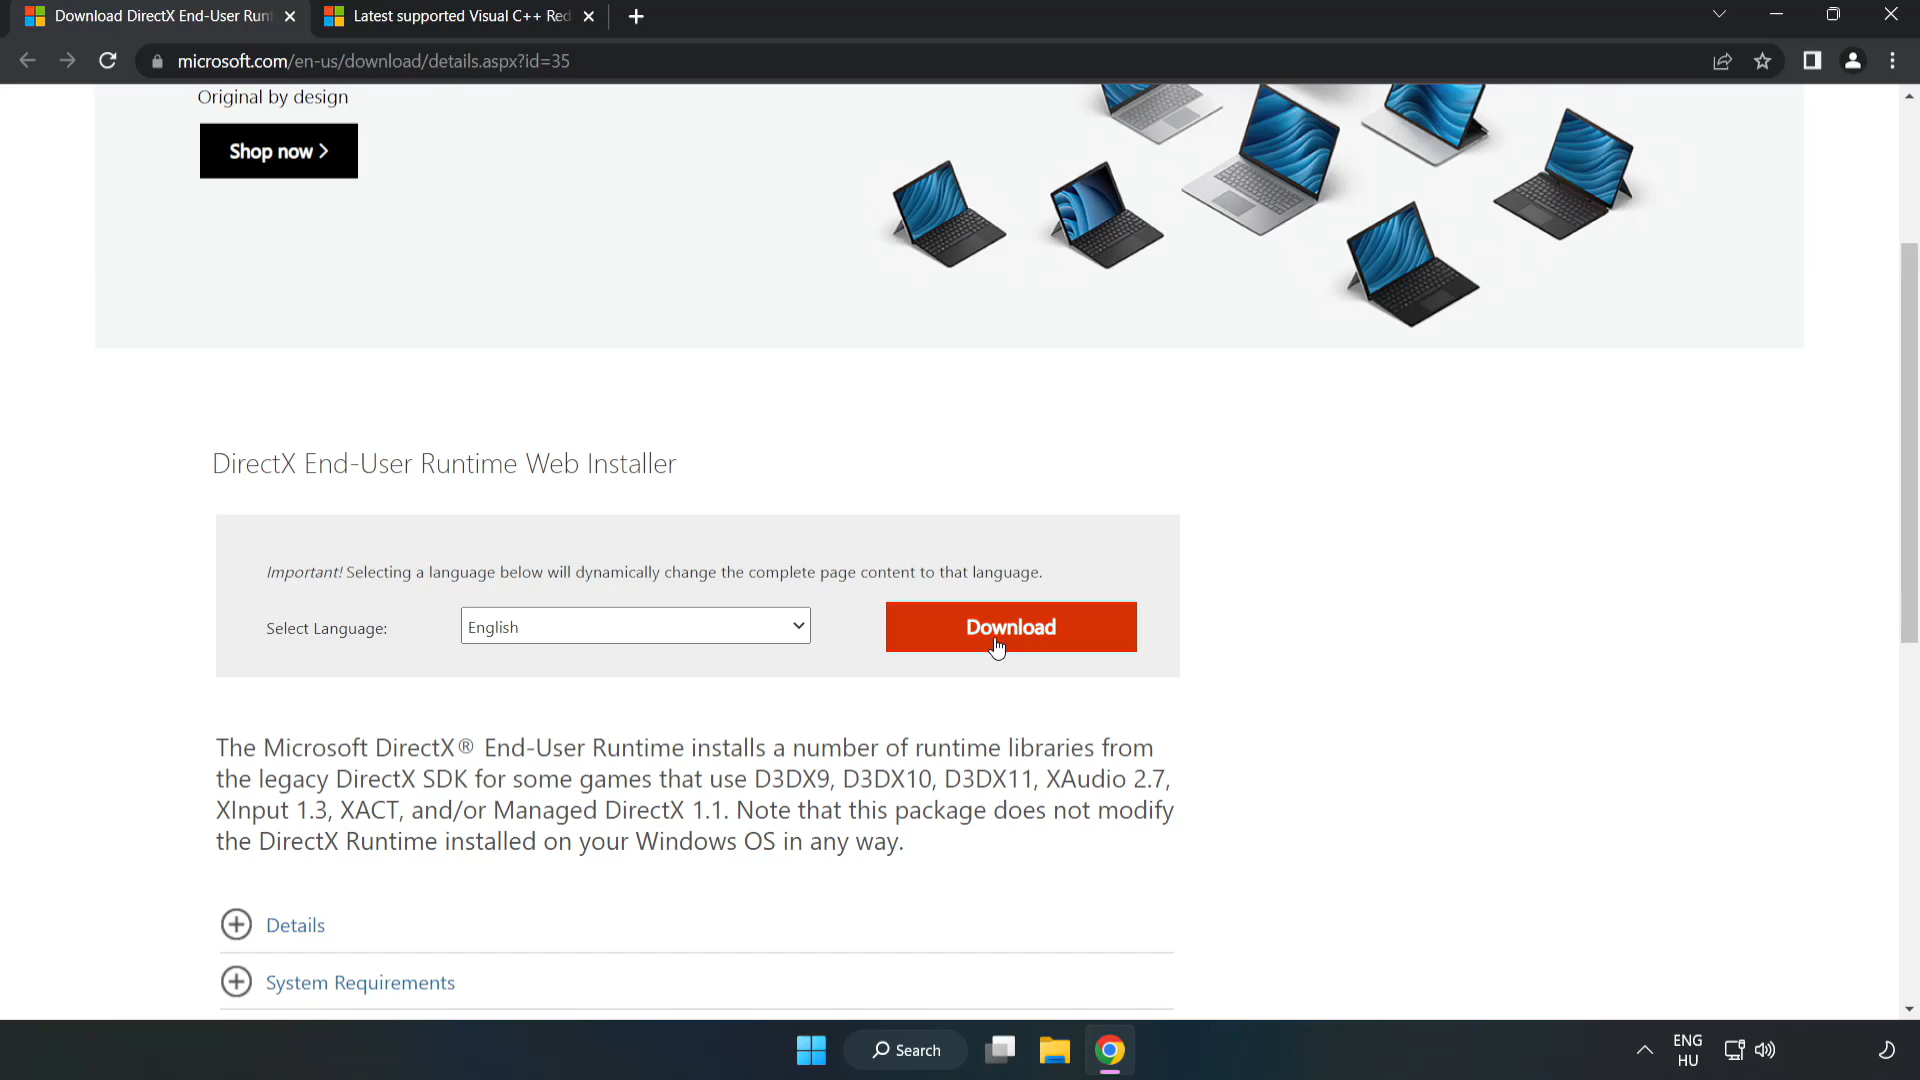 Download DirectX End-User Runt
Latest supported Visual C++ Red
microsoft.com/en-us/download/details.aspx?id=35
Original by design
Shop now >
DirectX End-User Runtime Web Installer
Important! Selecting a language below will dynamically change the complete page content to that language.
Select Language:
English
Download
The Microsoft DirectX® End-User Runtime installs a number of runtime libraries from
the legacy DirectX SDK for some games that use D3DX9, D3DX10, D3DX11, XAudio 2.7,
XInput 1.3, XACT, and/or Managed DirectX 1.1. Note that this package does not modify
the DirectX Runtime installed on your Windows OS in any way.
Details
System Requirements
Search
ENG
HU